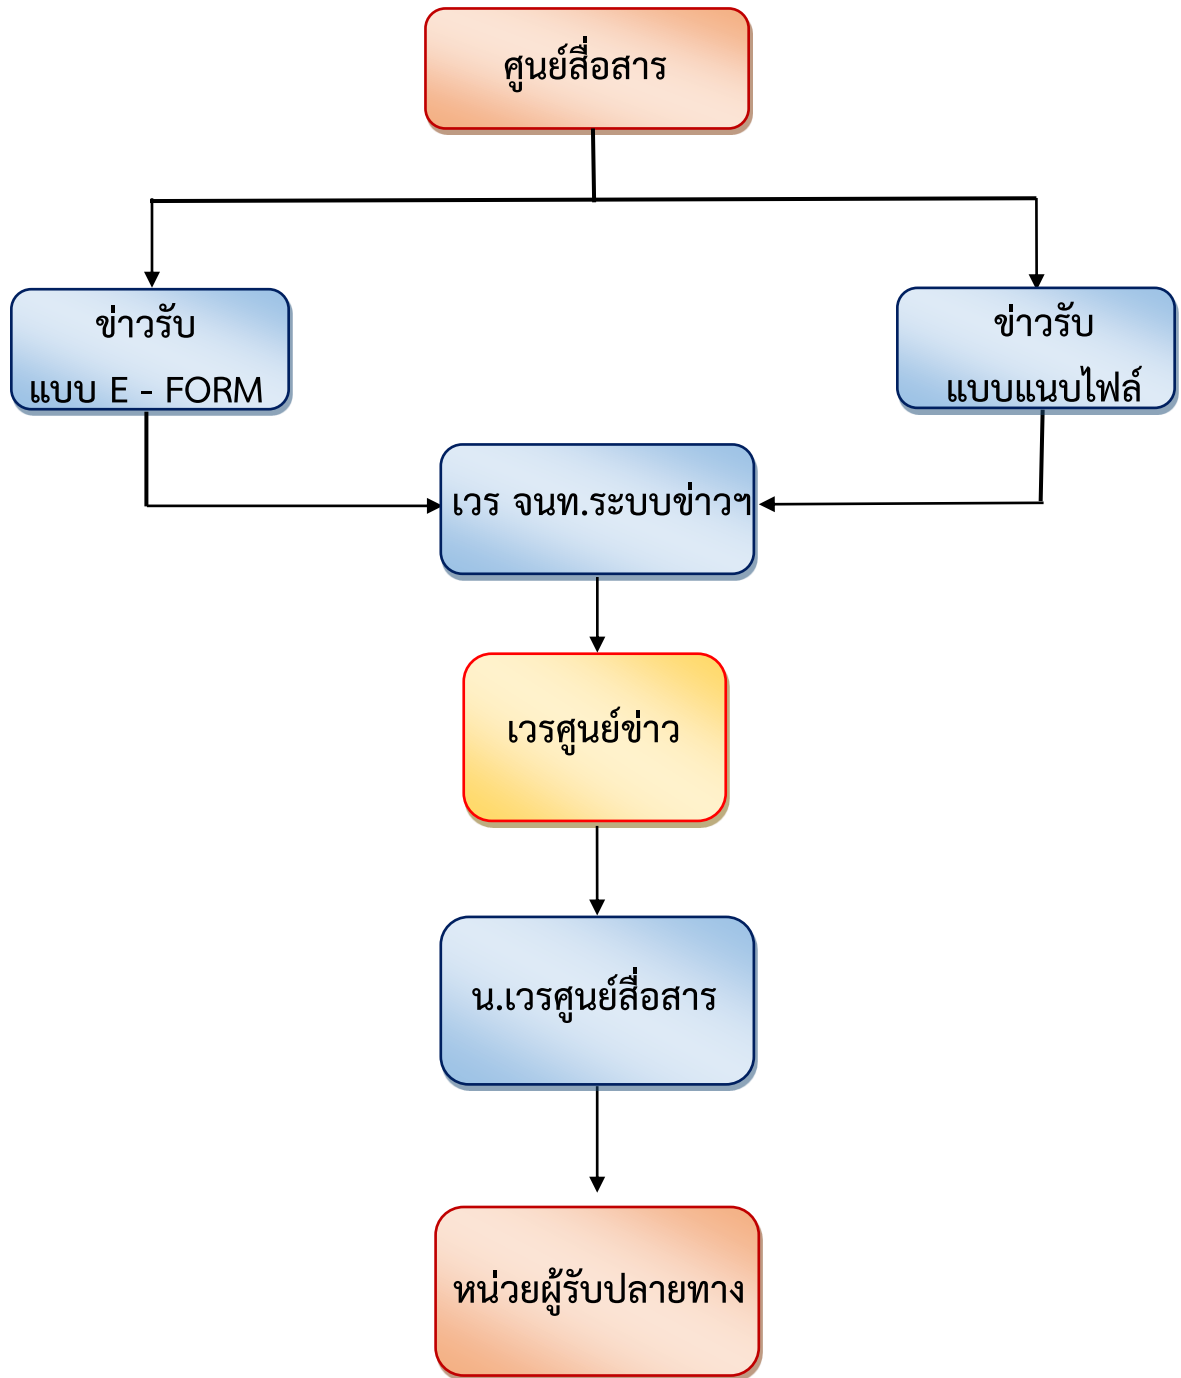 ศูนย์สื่อสาร
ข่าวรับ
แบบ E - FORM
ข่าวรับ
แบบแนบไฟล์
เวร จนท.ระบบข่าวฯ
เวรศูนย์ข่าว
น.เวรศูนย์สื่อสาร
หน่วยผู้รับปลายทาง